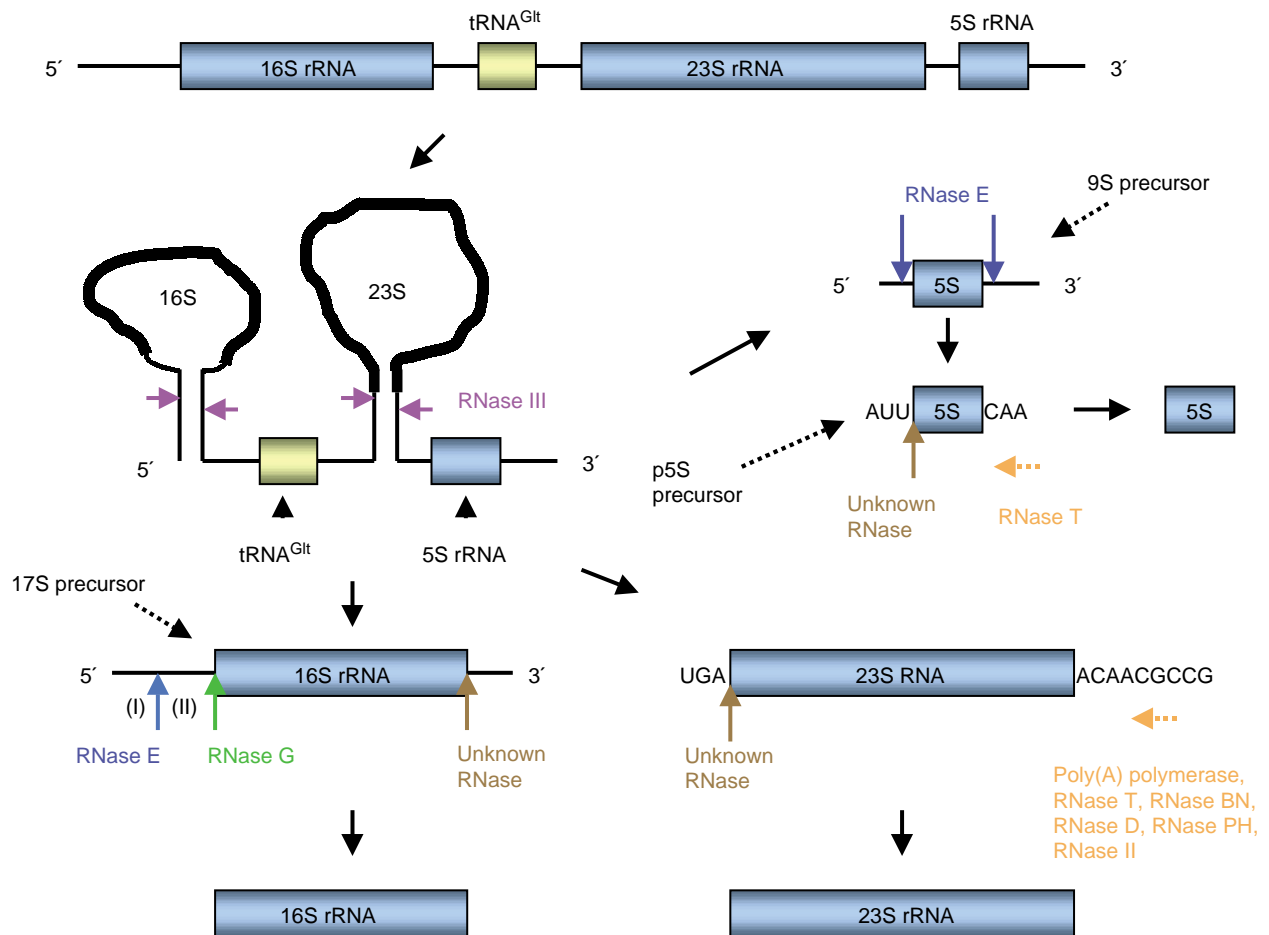 tRNA^Glt
5S rRNA
5´ 16S rRNA 23S rRNA 3´
RNase E
9S precursor
16S
23S
5´ 5S 3´
RNase III
AUU 5S CAA
5S
5´ 3´
p5S
precursor
Unknown
RNase
RNase T
tRNA^Glt
5S rRNA
17S precursor
5´ 16S rRNA 3´
(I) (II)
RNase E
RNase G
Unknown
RNase
UGA 23S RNA ACAACGCCG
Unknown
RNase
Poly(A) polymerase,
RNase T, RNase BN,
RNase D, RNase PH,
RNase II
16S rRNA
23S rRNA